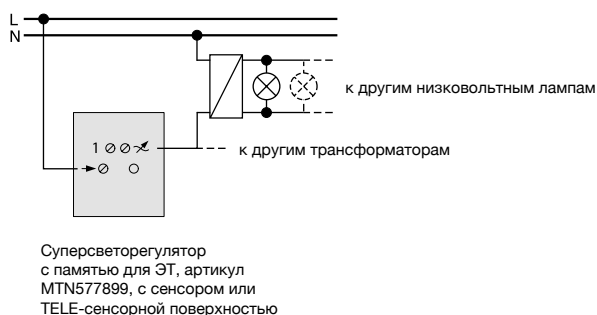 L
N
к другим низковольтным лампам
1
к другим трансформаторам
Суперсветорегулятор
с памятью для ЭТ, артикул
MTN577899, с сенсором или
TELE-сенсорной поверхностью